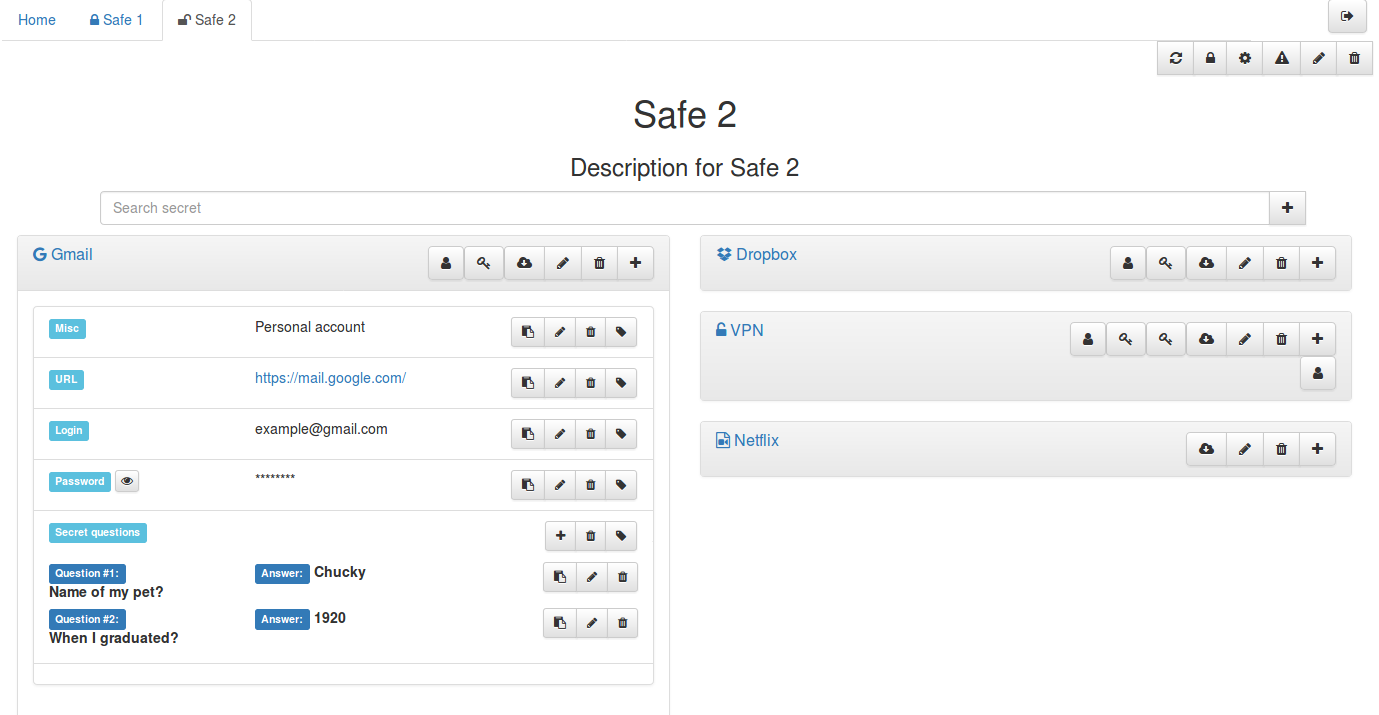 Home Safe 1 Safe 2
Safe 2
Description for Safe 2
Search secret
Gmail
Misc Personal account
URL https://mail.google.com/
Login example@gmail.com
Password ********
Secret questions
Question #1: Answer: Chucky
Name of my pet?
Question #2: Answer: 1920
When I graduated?
Dropbox
VPN
Netflix